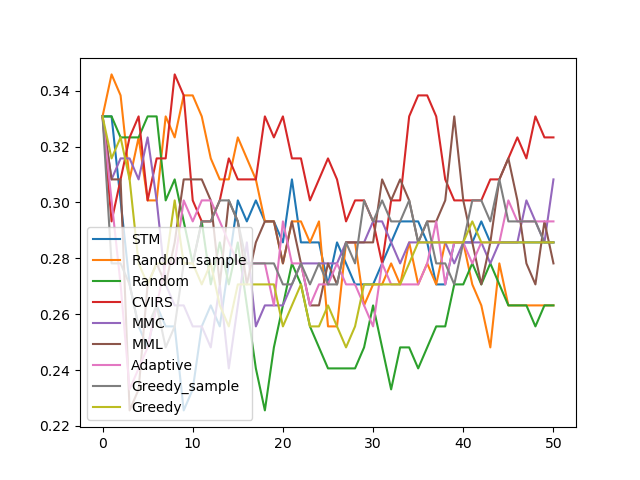 0.34
0.32
0.30
0.28
0.26
0.24
0.22
STM
Random_sample
Random
CVIRS
MMC
MML
Adaptive
Greedy_sample
Greedy
0 10 20 30 40 50